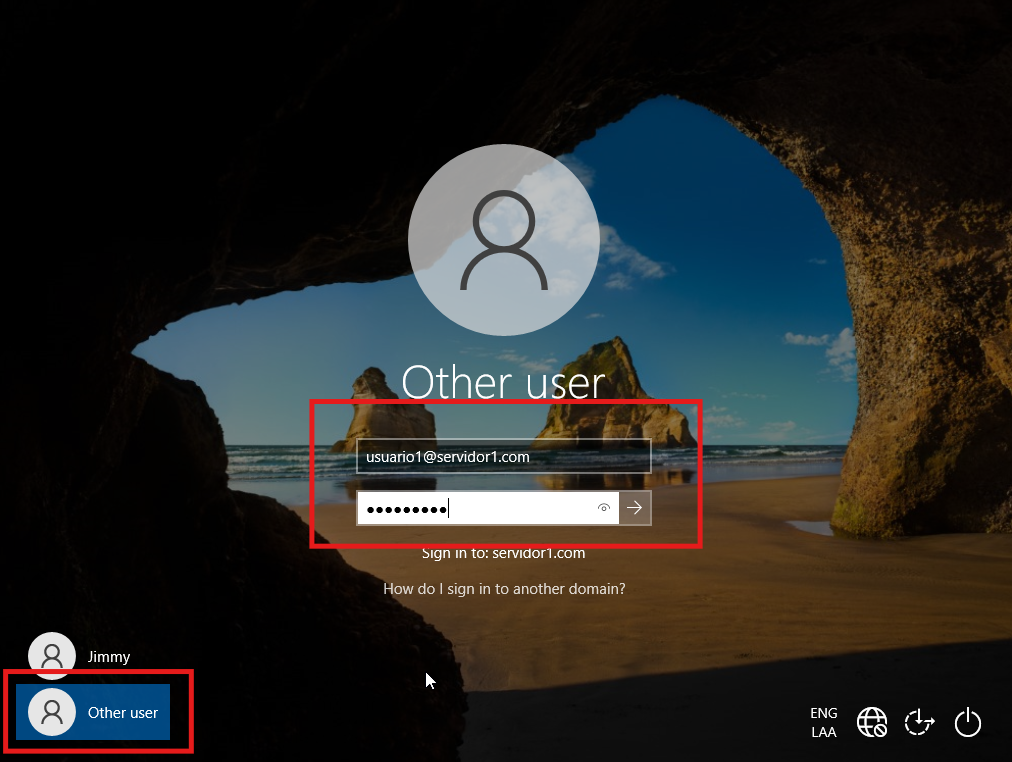 Other user
usuario1@servidor1.com
Sign in to: servidor1.com
How do I sign in to another domain?
Jimmy
Other user
ENG
LAA